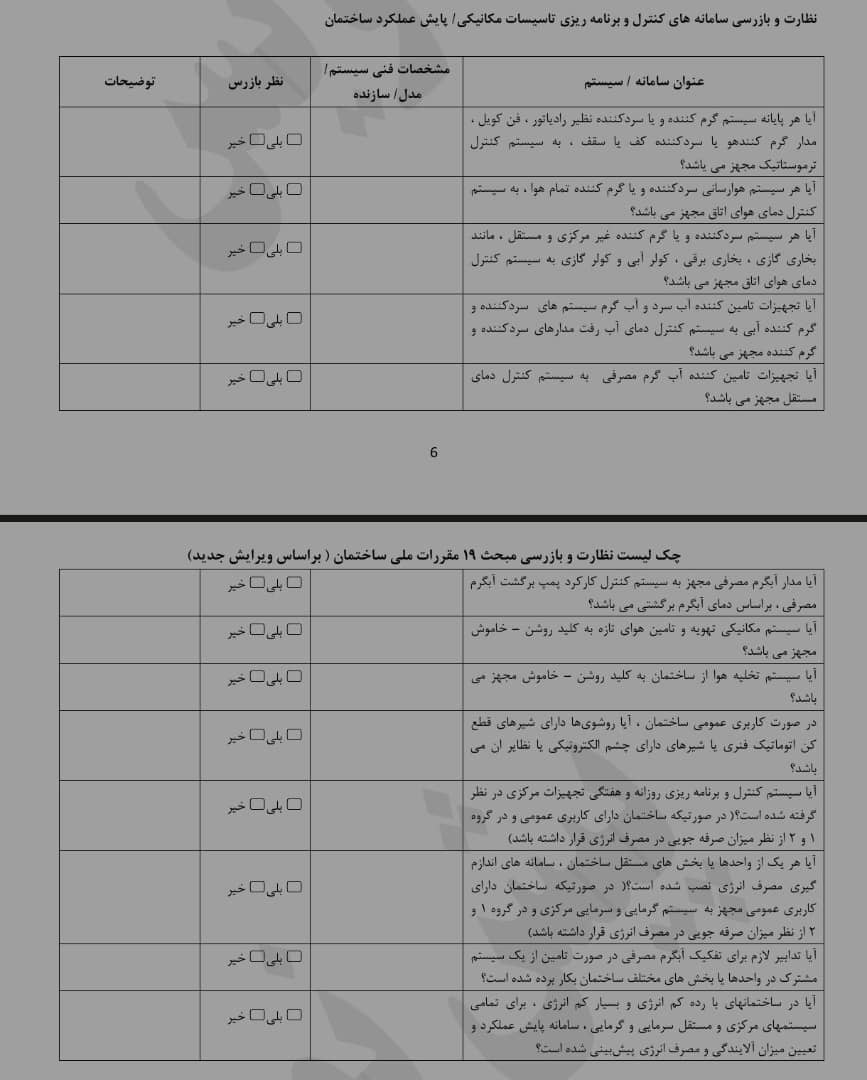 نظارت و بازرسی سامانه های کنترل و برنامه ریزی تاسیسات مکانیکی/ پایش عملکرد ساختمان
عنوان سامانه / سیستم
مشخصات فنی سیستم/
مدل/ سازنده
نظر بازرس
توضیحات
آیا هر پایانه سیستم گرم کننده و یا سردکننده نظیر رادیاتور ، فن کویل ،
مدار گرم کنندهو یا سردکننده کف یا سقف ، به سیستم کنترل
ترموستاتیک مجهز می باشد؟
☐ بلی ☐ خیر
آیا هر سیستم هوارسانی سردکننده و یا گرم کننده تمام هوا ، به سیستم
کنترل دمای هوای اتاق مجهز می باشد؟
☐ بلی ☐ خیر
آیا هر سیستم سردکننده و یا گرم کننده غیر مرکزی و مستقل ، مانند
بخاری گازی ، بخاری برقی ، کولر آبی و کولر گازی به سیستم کنترل
دمای هوای اتاق مجهز می باشد؟
☐ بلی ☐ خیر
آیا تجهیزات تامین کننده آب سرد و آب گرم سیستم های سردکننده و
گرم کننده آبی به سیستم کنترل دمای آب رفت مدارهای سردکننده و
گرم کننده مجهز می باشد؟
☐ بلی ☐ خیر
آیا تجهیزات تامین کننده آب گرم مصرفی به سیستم کنترل دمای
مستقل مجهز می باشد؟
☐ بلی ☐ خیر
6
چک لیست نظارت و بازرسی مبحث ۱۹ مقررات ملی ساختمان ( براساس ویرایش جدید)
آیا مدار آبگرم مصرفی مجهز به سیستم کنترل کارکرد پمپ برگشت آبگرم
مصرفی ، براساس دمای آبگرم برگشتی می باشد؟
☐ بلی ☐ خیر
آیا سیستم مکانیکی تهویه و تامین هوای تازه به کلید روشن – خاموش
مجهز می باشد؟
☐ بلی ☐ خیر
آیا سیستم تخلیه هوا از ساختمان به کلید روشن – خاموش مجهز می
باشد؟
☐ بلی ☐ خیر
در صورت کاربری عمومی ساختمان ، آیا روشوی‌ها دارای شیرهای قطع
کن اتوماتیک فنری یا شیرهای دارای چشم الکترونیکی یا نظایر ان می
باشد؟
☐ بلی ☐ خیر
آیا سیستم کنترل و برنامه ریزی روزانه و هفتگی تجهیزات مرکزی در نظر
گرفته شده است؟( در صورتیکه ساختمان دارای کاربری عمومی و در گروه
۱ و ۲ از نظر میزان صرفه جویی در مصرف انرژی قرار داشته باشد)
☐ بلی ☐ خیر
آیا هر یک از واحدها یا بخش های مستقل ساختمان ، سامانه های اندازم
گیری مصرف انرژی نصب شده است؟( در صورتیکه ساختمان دارای
کاربری عمومی مجهز به سیستم گرمایی و سرمایی مرکزی و در گروه ۱ و
۲ از نظر میزان صرفه جویی در مصرف انرژی قرار داشته باشد)
☐ بلی ☐ خیر
آیا تدابیر لازم برای تفکیک آبگرم مصرفی در صورت تامین از یک سیستم
مشترک در واحدها یا بخش های مختلف ساختمان بکار برده شده است؟
☐ بلی ☐ خیر
آیا در ساختمانهای با رده کم انرژی و بسیار کم انرژی ، برای تمامی
سیستمهای مرکزی و مستقل سرمایی و گرمایی ، سامانه پایش عملکرد و
تعیین میزان آلایندگی و مصرف انرژی پیش‌بینی شده است؟
☐ بلی ☐ خیر